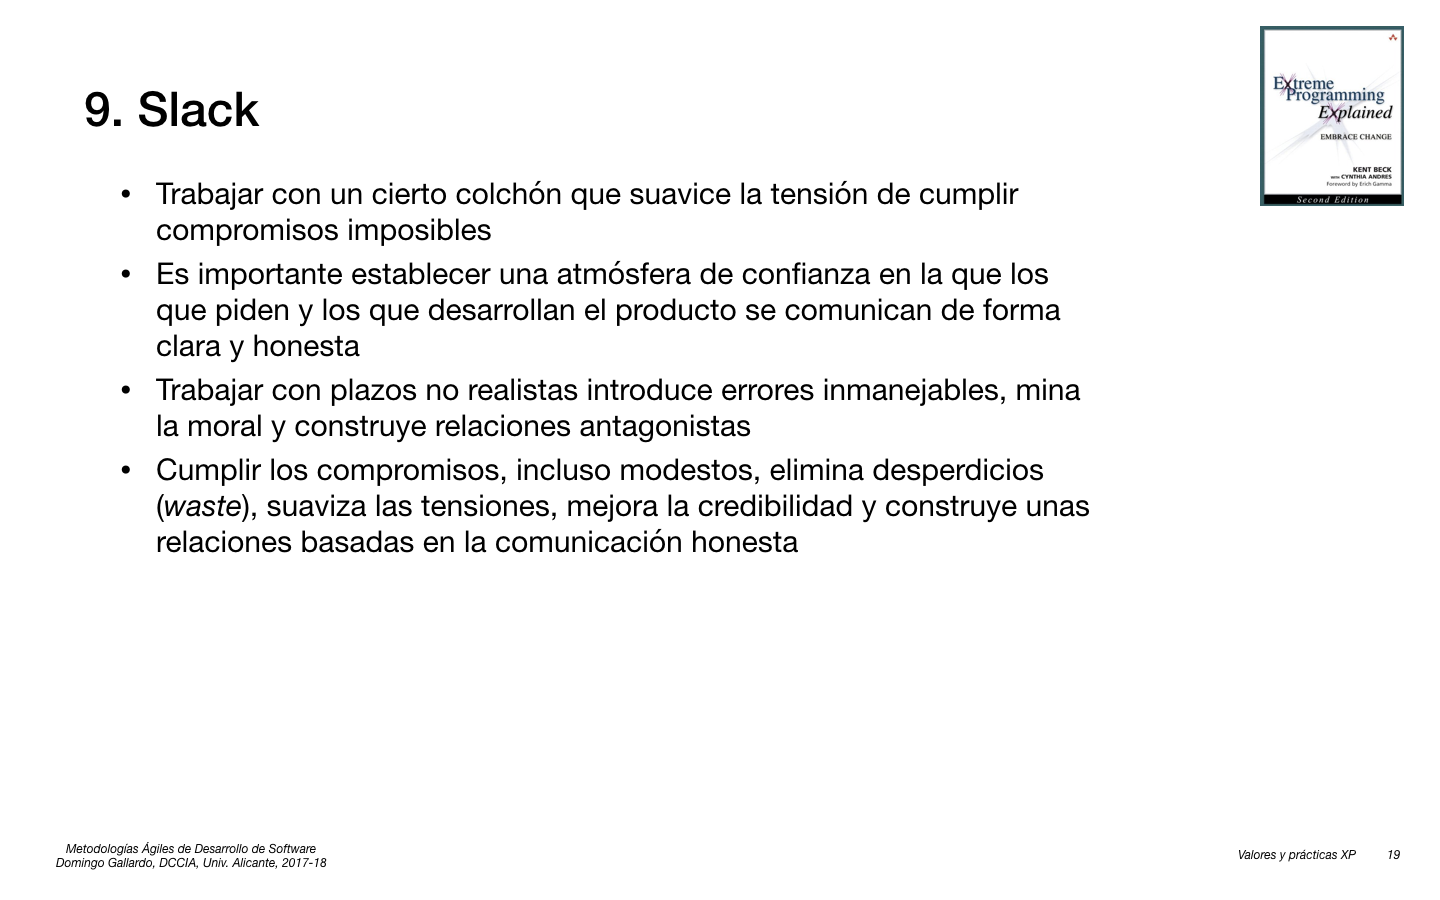 9. Slack
• Trabajar con un cierto colchón que suavice la tensión de cumplir
compromisos imposibles
• Es importante establecer una atmósfera de confianza en la que los
que piden y los que desarrollan el producto se comunican de forma
clara y honesta
• Trabajar con plazos no realistas introduce errores inmanejables, mina
la moral y construye relaciones antagonistas
• Cumplir los compromisos, incluso modestos, elimina desperdicios
(waste), suaviza las tensiones, mejora la credibilidad y construye unas
relaciones basadas en la comunicación honesta
Extreme
Programming
Explained
EMBRACE CHANGE
KENT BECK
WITH CYNTHIA ANDRES
Foreword by Erich Gamma
Second Edition
Metodologías Ágiles de Desarrollo de Software
Domingo Gallardo, DCCIA, Univ. Alicante, 2017-18
Valores y prácticas XP 19